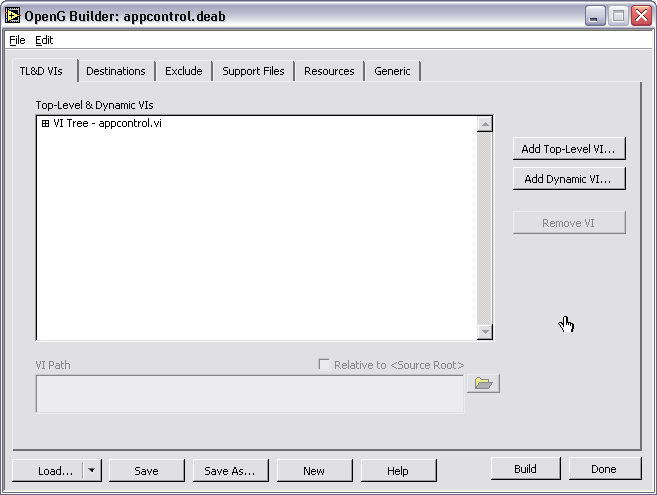 OpenG Builder: appcontrol.deab
File Edit
TL&D VIs Destinations Exclude Support Files Resources Generic
Top-Level & Dynamic VIs
VI Tree - appcontrol.vi
Add Top-Level VI...
Add Dynamic VI...
Remove VI
VI Path Relative to <Source Root>
Load... Save Save As... New Help Build Done